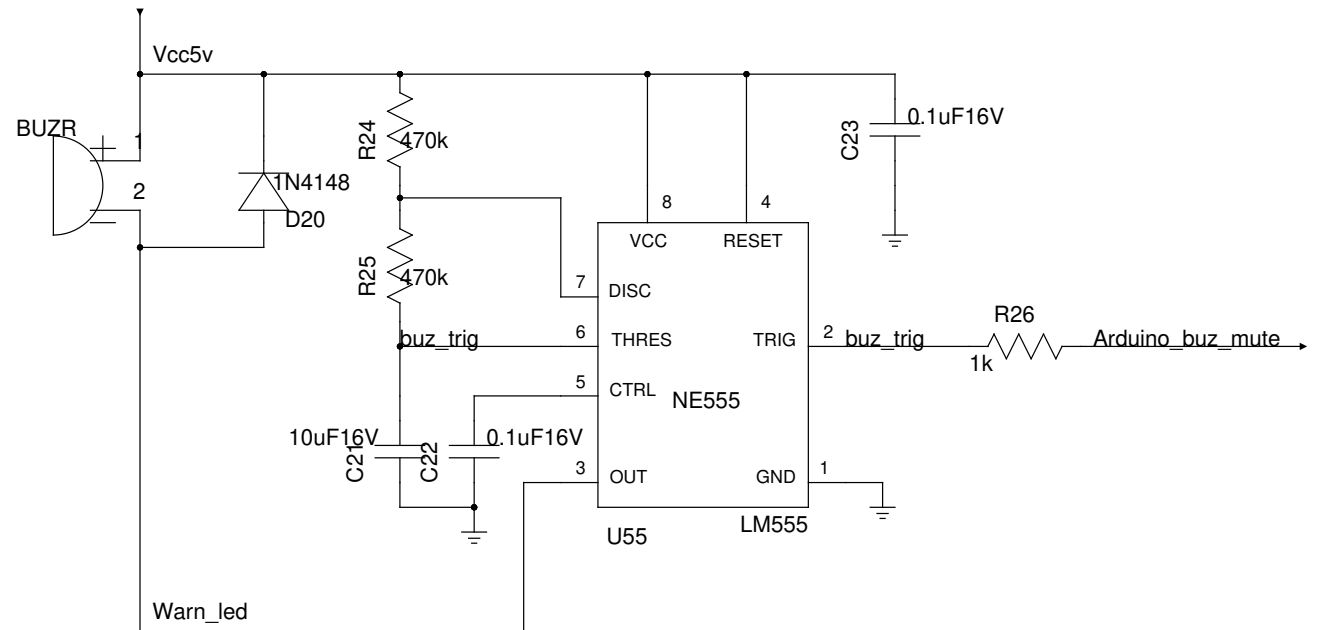 Vcc5v
BUZR
1
2
1N4148
D20
R24
470k
R25
470k
buz_trig
10uF16V
C21
C22
0.1uF16V
C23
0.1uF16V
8
4
VCC
RESET
7
DISC
6
THRES
5
CTRL
3
OUT
TRIG
2
buz_trig
NE555
GND
1
U55
LM555
R26
1k
Arduino_buz_mute
Warn_led